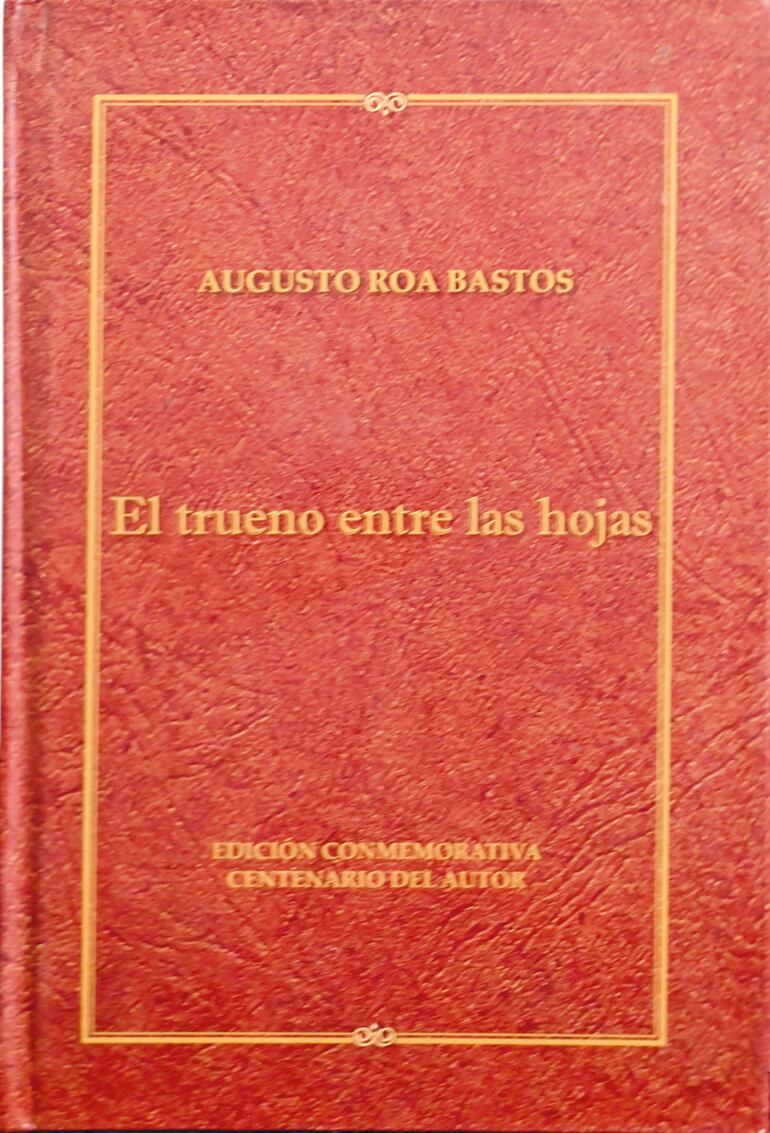 AUGUSTO ROA BASTOS
El trueno entre las hojas
EDICIÓN CONMEMORATIVA
CENTENARIO DEL AUTOR